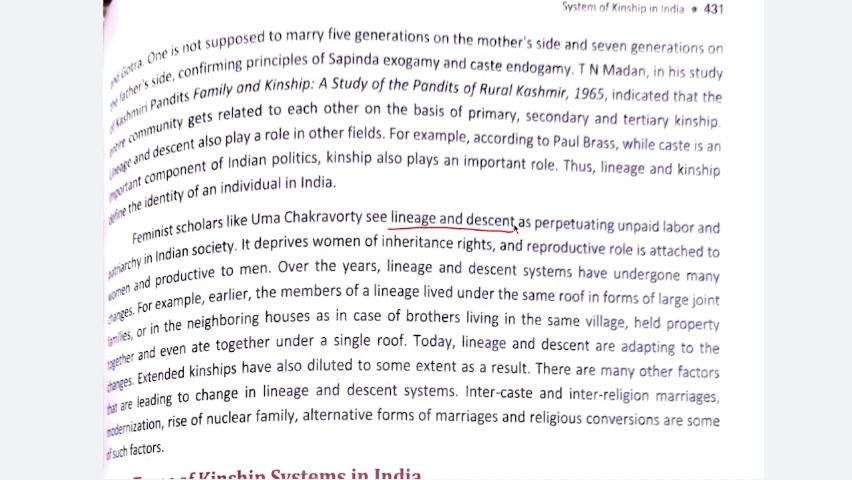 System of Kinship in India • 431
and Gotra. One is not supposed to marry five generations on the mother's side and seven generations on
the father's side, confirming principles of Sapinda exogamy and caste endogamy. T N Madan, in his study
of Kashmiri Pandits Family and Kinship: A Study of the Pandits of Rural Kashmir, 1965, indicated that the
entire community gets related to each other on the basis of primary, secondary and tertiary kinship.
Lineage and descent also play a role in other fields. For example, according to Paul Brass, while caste is an
important component of Indian politics, kinship also plays an important role. Thus, lineage and kinship
define the identity of an individual in India.
Feminist scholars like Uma Chakravorty see lineage and descent as perpetuating unpaid labor and
patriarchy in Indian society. It deprives women of inheritance rights, and reproductive role is attached to
women and productive to men. Over the years, lineage and descent systems have undergone many
changes. For example, earlier, the members of a lineage lived under the same roof in forms of large joint
families, or in the neighboring houses as in case of brothers living in the same village, held property
together and even ate together under a single roof. Today, lineage and descent are adapting to the
changes. Extended kinships have also diluted to some extent as a result. There are many other factors
that are leading to change in lineage and descent systems. Inter-caste and inter-religion marriages,
modernization, rise of nuclear family, alternative forms of marriages and religious conversions are some
of such factors.
of Kinship Systems in India